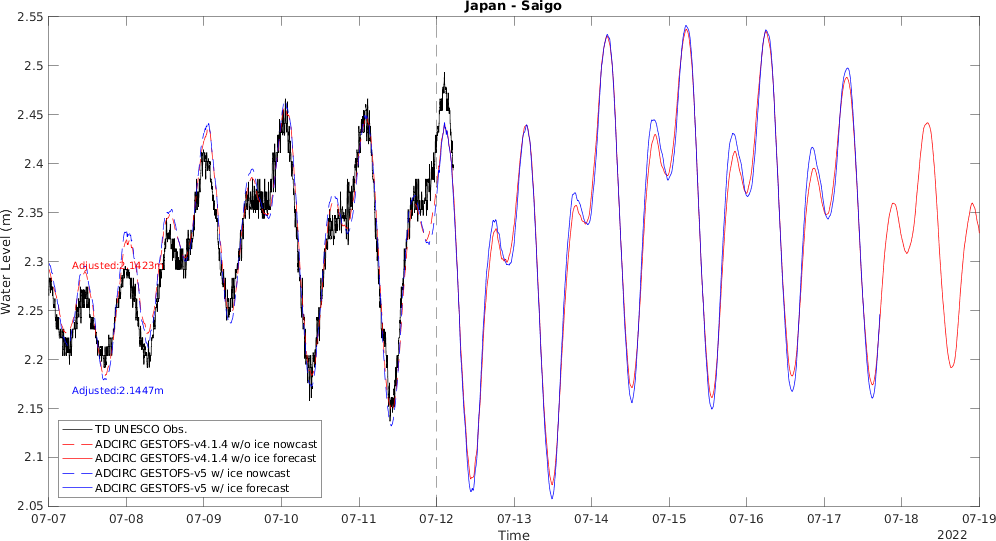 Japan - Saigo
2.55
2.5
2.45
2.4
2.35
2.3
2.25
2.2
2.15
2.1
2.05
Water Level (m)
Adjusted:2.1423m
Adjusted:2.1447m
TD UNESCO Obs.
ADCIRC GESTOFS-v4.1.4 w/o ice nowcast
ADCIRC GESTOFS-v4.1.4 w/o ice forecast
ADCIRC GESTOFS-v5 w/ ice nowcast
ADCIRC GESTOFS-v5 w/ ice forecast
07-07 07-08 07-09 07-10 07-11 07-12 07-13 07-14 07-15 07-16 07-17 07-18 07-19
Time
2022